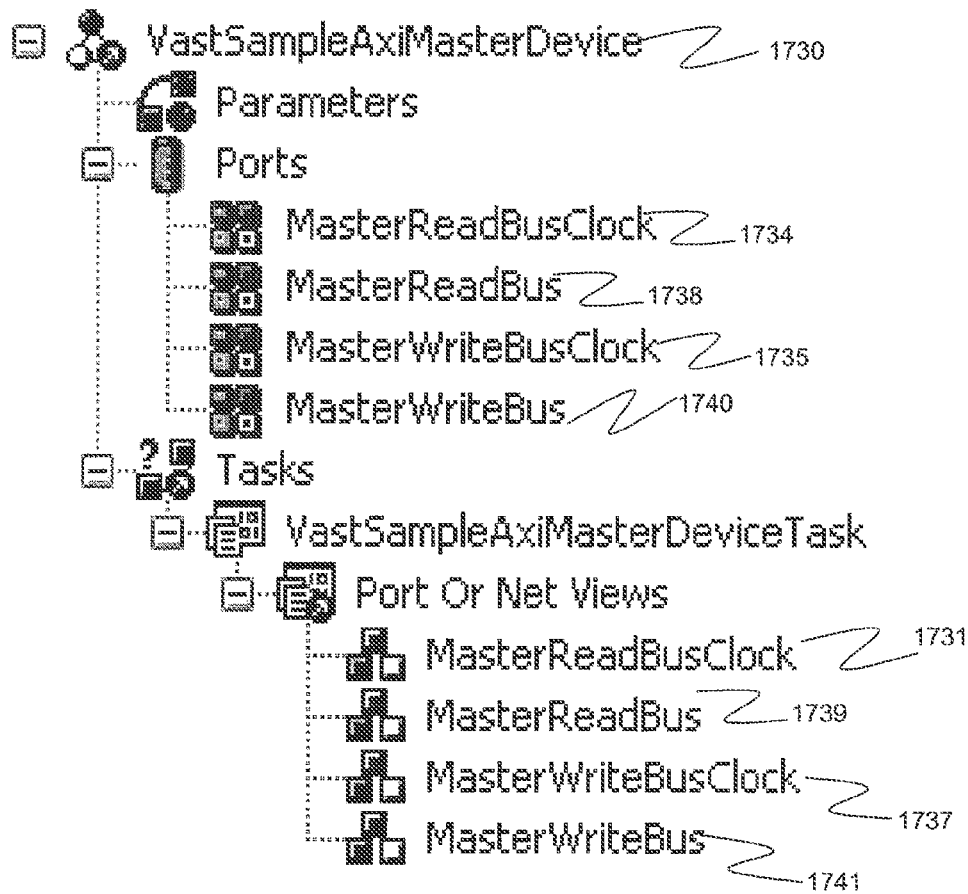 VastSampleAxiMasterDevice 1730
Parameters
Ports
MasterReadBusClock 1734
MasterReadBus 1738
MasterWriteBusClock 1735
MasterWriteBus 1740
? Tasks
VastSampleAxiMasterDeviceTask
Port Or Net Views
MasterReadBusClock 1731
MasterReadBus 1739
MasterWriteBusClock 1737
MasterWriteBus 1741